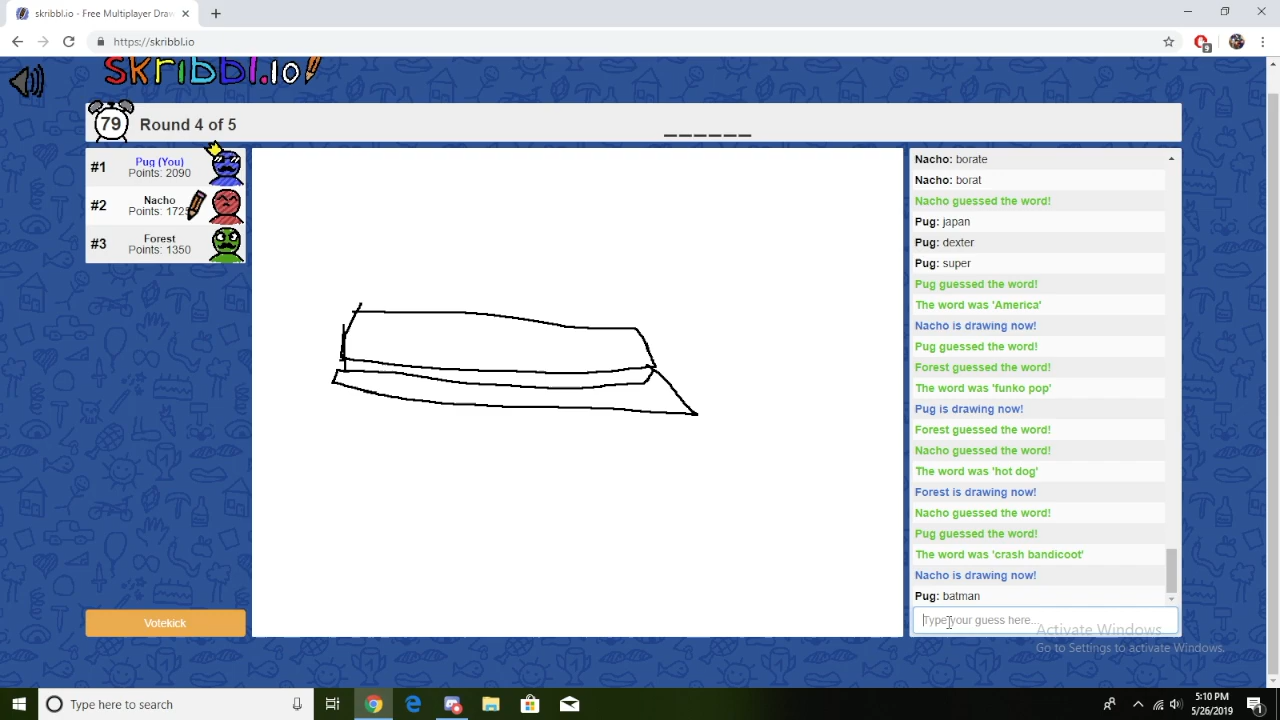 skribbl.io - Free Multiplayer Draw
https://skribbl.io
9
skribbl.io
79
Round 4 of 5
______
#1
Pug (You)
Points: 2090
#2
Nacho
Points: 1725
#3
Forest
Points: 1350
Votekick
Nacho: borate
Nacho: borat
Nacho guessed the word!
Pug: japan
Pug: dexter
Pug: super
Pug guessed the word!
The word was 'America'
Nacho is drawing now!
Pug guessed the word!
Forest guessed the word!
The word was 'funko pop'
Pug is drawing now!
Forest guessed the word!
Nacho guessed the word!
The word was 'hot dog'
Forest is drawing now!
Nacho guessed the word!
Pug guessed the word!
The word was 'crash bandicoot'
Nacho is drawing now!
Pug: batman
Type your guess here...
Activate Windows
Go to Settings to activate Windows.
Type here to search
5:10 PM
5/26/2019
1